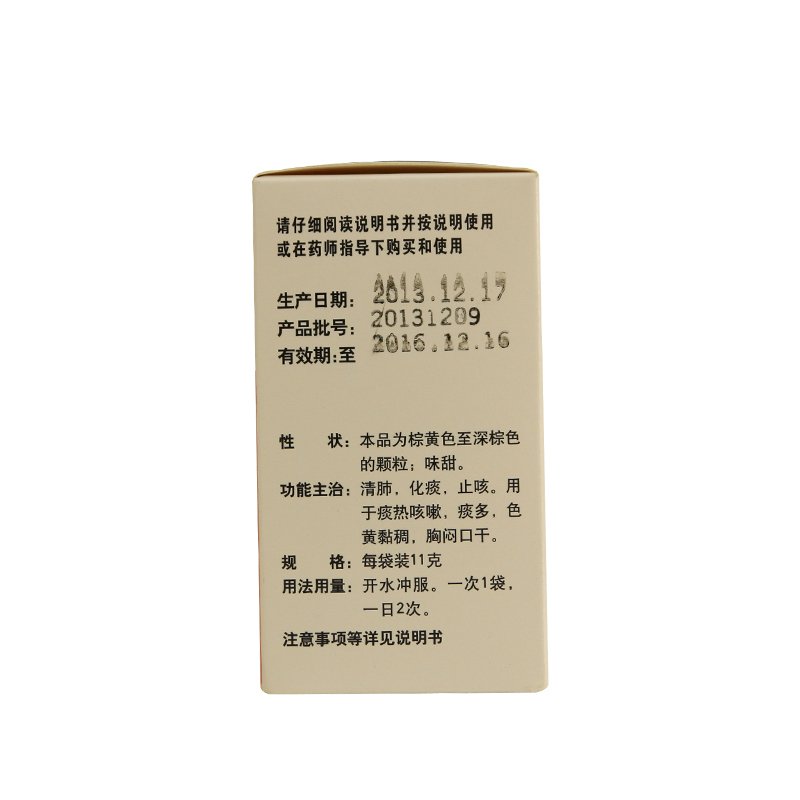 请仔细阅读说明书并按说明使用
或在药师指导下购买和使用
生产日期: 2013.12.17
产品批号: 20131209
有效期:至 2016.12.16
性 状: 本品为棕黄色至深棕色
的颗粒; 味甜。
功能主治: 清肺, 化痰, 止咳。用
于痰热咳嗽, 痰多, 色
黄黏稠, 胸闷口干。
规 格: 每袋装11克
用法用量: 开水冲服。一次1袋,
一日2次。
注意事项等详见说明书